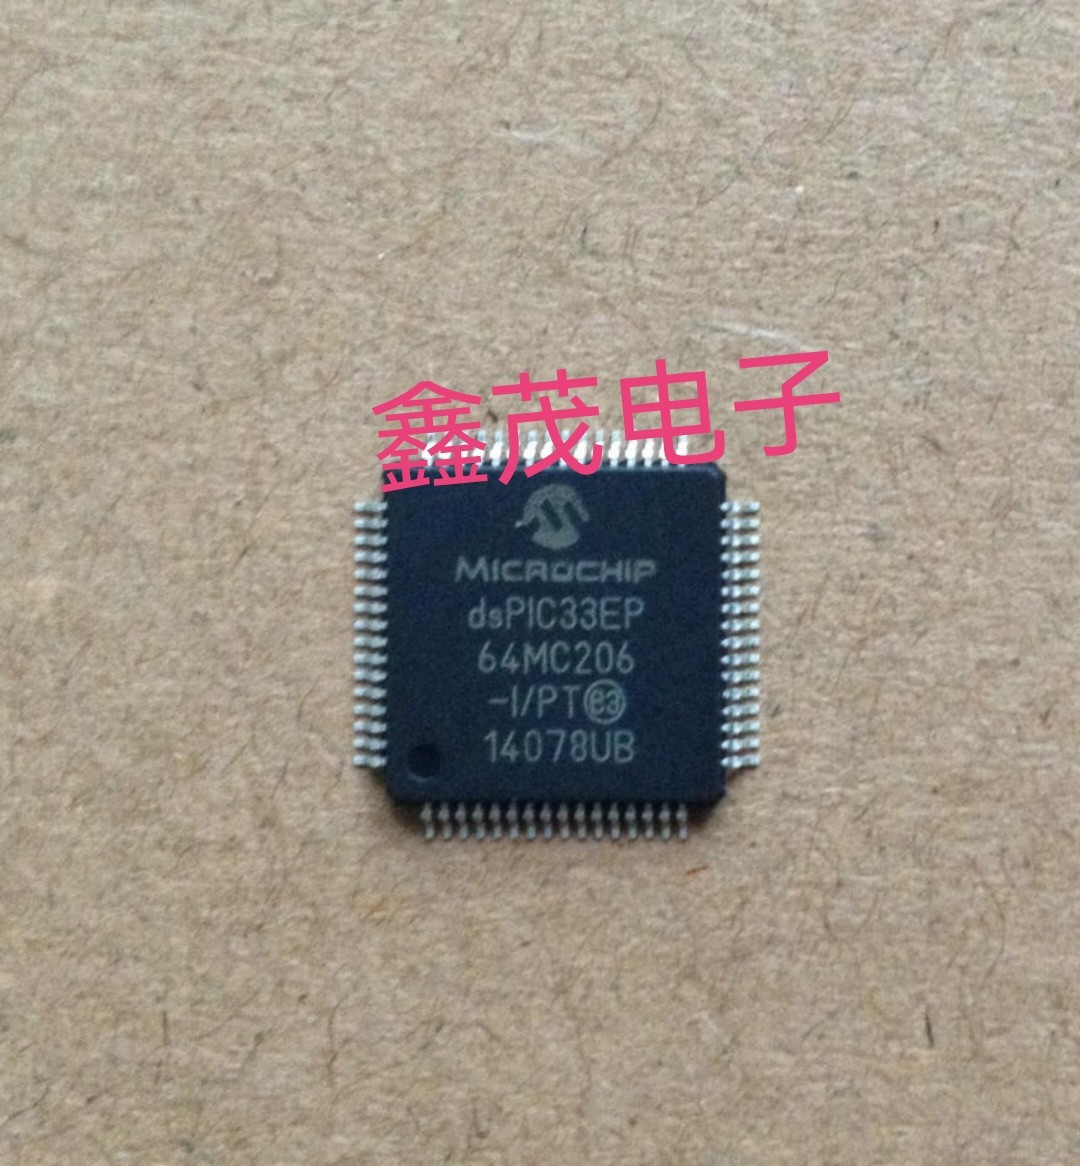 鑫茂电子
MICROCHIP
dsPIC33EP
64MC206
-I/PT e3
14078UB